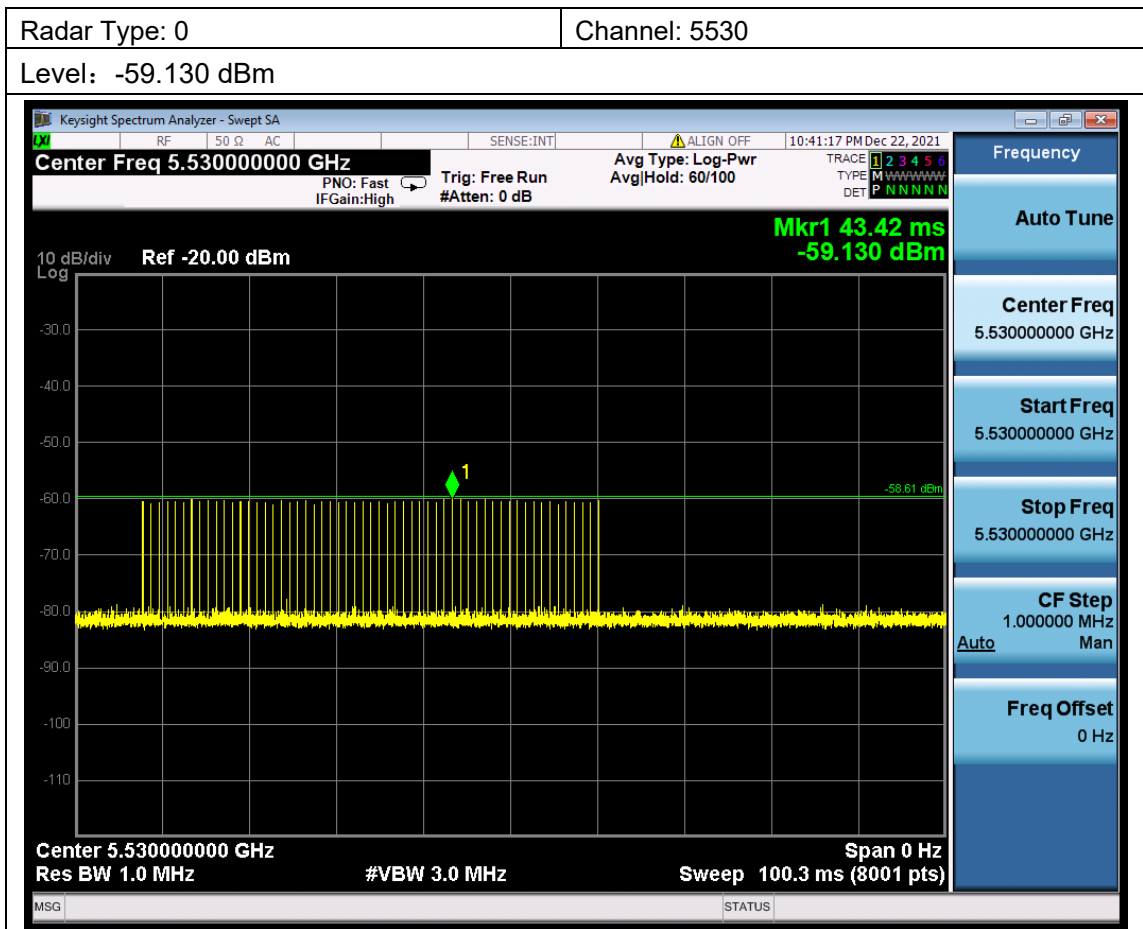 Radar Type: 0 Channel: 5530
Level：-59.130 dBm
Keysight Spectrum Analyzer - Swept SA
LXI RF 50 Ω AC SENSE:INT ALIGN OFF 10:41:17 PM Dec 22, 2021
Center Freq 5.530000000 GHz
PNO: Fast
IFGain:High
Trig: Free Run
#Atten: 0 dB
Avg Type: Log-Pwr
Avg|Hold: 60/100
TRACE 1 2 3 4 5 6
TYPE M WWWWW
DET P N N N N N
Mkr1 43.42 ms
-59.130 dBm
10 dB/div Ref -20.00 dBm
Log
-30.0
-40.0
-50.0
-60.0
-70.0
-80.0
-90.0
-100
-110
1
-58.61 dBm
Center 5.530000000 GHz Span 0 Hz
Res BW 1.0 MHz #VBW 3.0 MHz Sweep 100.3 ms (8001 pts)
MSG STATUS
Frequency
Auto Tune
Center Freq
5.530000000 GHz
Start Freq
5.530000000 GHz
Stop Freq
5.530000000 GHz
CF Step
1.000000 MHz
Auto Man
Freq Offset
0 Hz